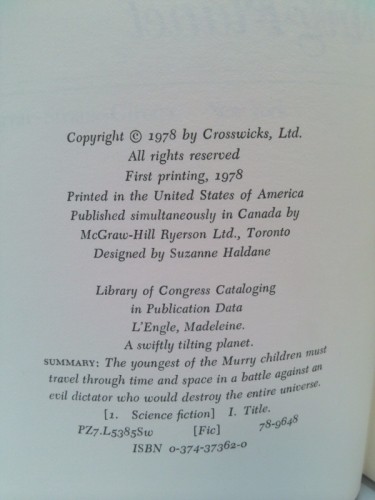 Copyright © 1978 by Crosswicks, Ltd.
All rights reserved
First printing, 1978
Printed in the United States of America
Published simultaneously in Canada by
McGraw-Hill Ryerson Ltd., Toronto
Designed by Suzanne Haldane
Library of Congress Cataloging
in Publication Data
L'Engle, Madeleine.
A swiftly tilting planet.
SUMMARY: The youngest of the Murry children must
travel through time and space in a battle against an
evil dictator who would destroy the entire universe.
[1. Science fiction] I. Title.
PZ7.L5385Sw [Fic] 78-9648
ISBN 0-374-37362-0